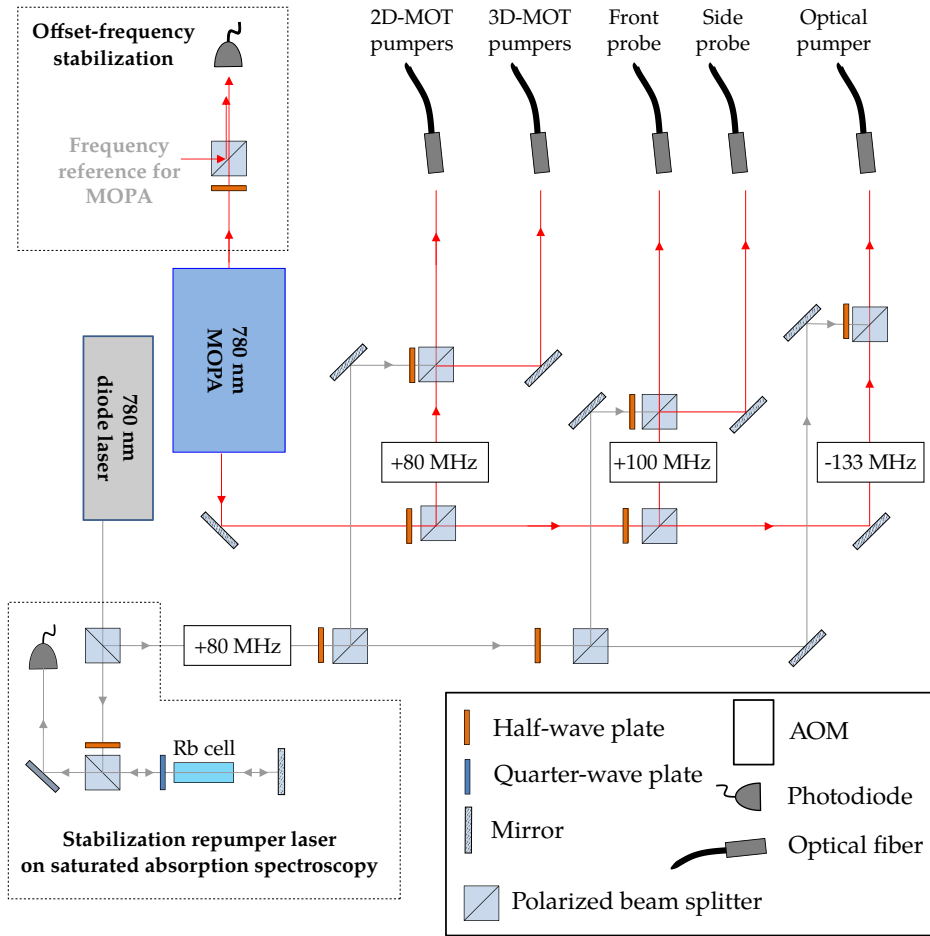 Offset-frequency
stabilization
Frequency
reference for
MOPA
2D-MOT
pumpers
3D-MOT
pumpers
Front
probe
Side
probe
Optical
pumper
780 nm
MOPA
780 nm
diode laser
+80 MHz
+100 MHz
-133 MHz
+80 MHz
Rb cell
Stabilization repumper laser
on saturated absorption spectroscopy
Half-wave plate
Quarter-wave plate
Mirror
Polarized beam splitter
AOM
Photodiode
Optical fiber